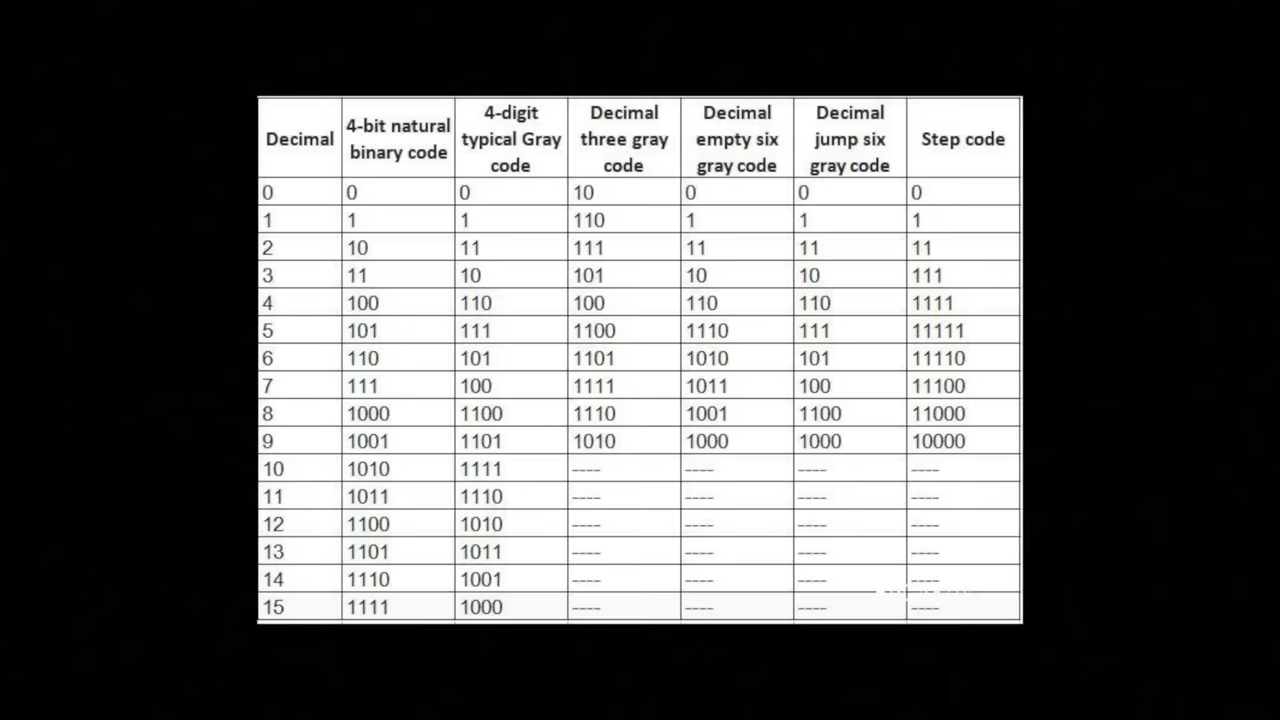 Decimal 4-bit natural binary code 4-digit typical Gray code Decimal three gray code Decimal empty six gray code Decimal jump six gray code Step code
0 0 0 10 0 0 0
1 1 1 110 1 1 1
2 10 11 111 11 11 11
3 11 10 101 10 10 111
4 100 110 100 110 110 1111
5 101 111 1100 1110 111 11111
6 110 101 1101 1010 101 11110
7 111 100 1111 1011 100 11100
8 1000 1100 1110 1001 1100 11000
9 1001 1101 1010 1000 1000 10000
10 1010 1111 ---- ---- ---- ----
11 1011 1110 ---- ---- ---- ----
12 1100 1010 ---- ---- ---- ----
13 1101 1011 ---- ---- ---- ----
14 1110 1001 ---- ---- ---- ----
15 1111 1000 ---- ---- ---- ----